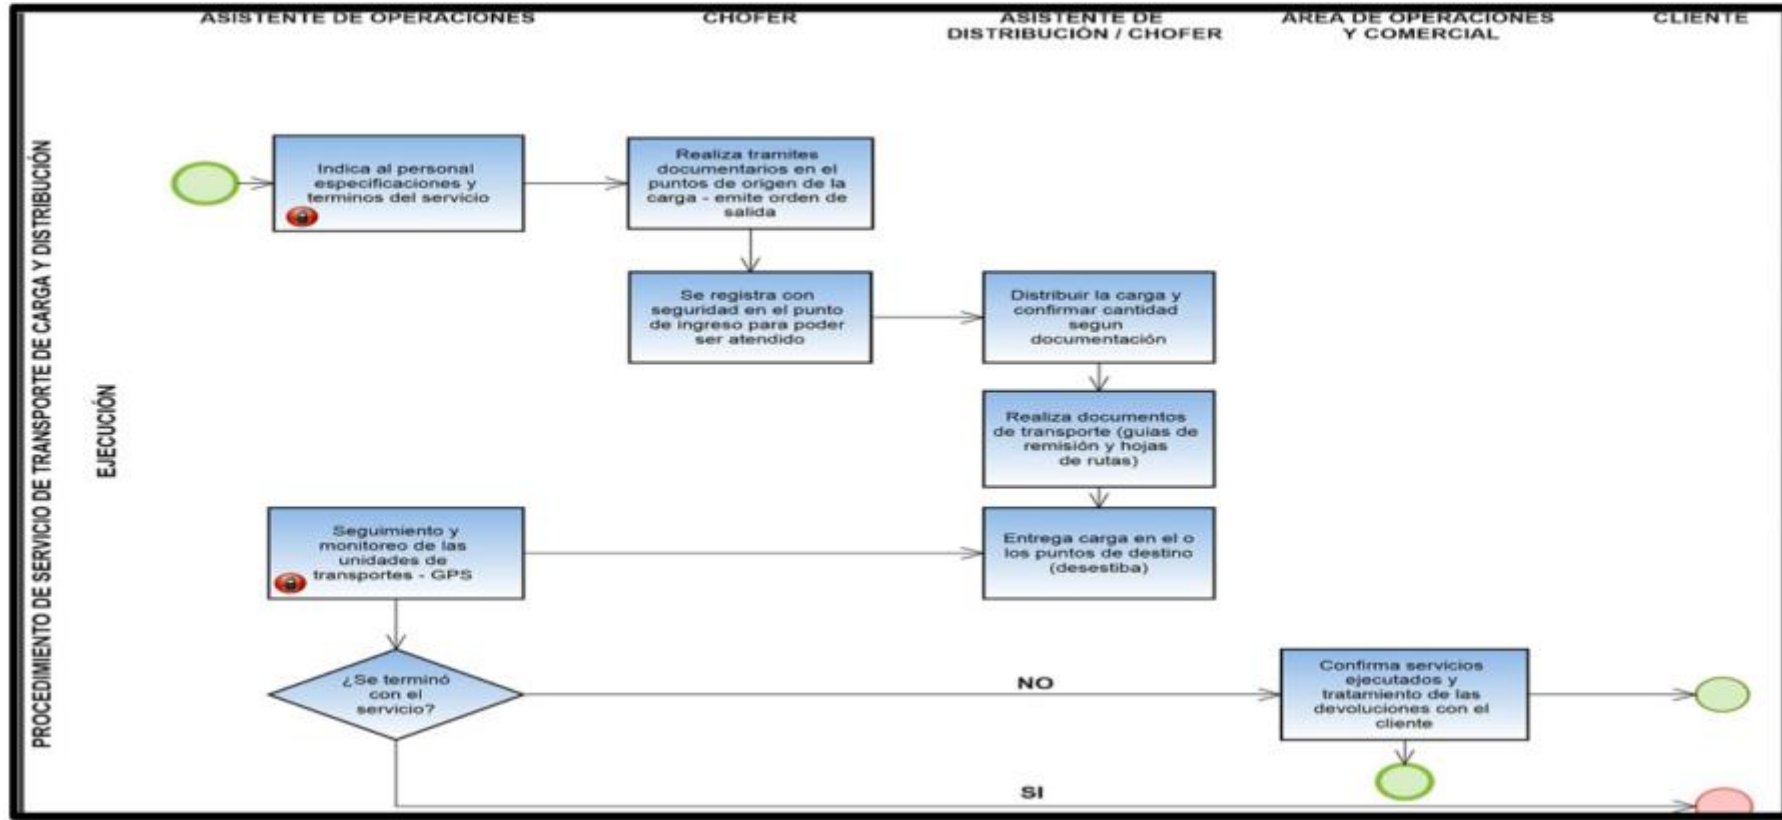 ASISTENTE DE OPERACIONES
CHOFER
ASISTENTE DE
DISTRIBUCIÓN / CHOFER
AREA DE OPERACIONES
Y COMERCIAL
CLIENTE
PROCEDIMIENTO DE SERVICIO DE TRANSPORTE DE CARGA Y DISTRIBUCIÓN
EJECUCIÓN
Indica al personal
especificaciones y
terminos del servicio
Realiza tramites
documentarios en el
puntos de origen de la
carga - emite orden de
salida
Se registra con
seguridad en el punto
de ingreso para poder
ser atendido
Distribuir la carga y
confirmar cantidad
segun
documentación
Realiza documentos
de transporte (guias de
remisión y hojas
de rutas)
Seguimiento y
monitoreo de las
unidades de
transportes - GPS
Entrega carga en el o
los puntos de destino
(desestiba)
¿Se terminó
con el
servicio?
NO
Confirma servicios
ejecutados y
tratamiento de las
devoluciones con el
cliente
SI